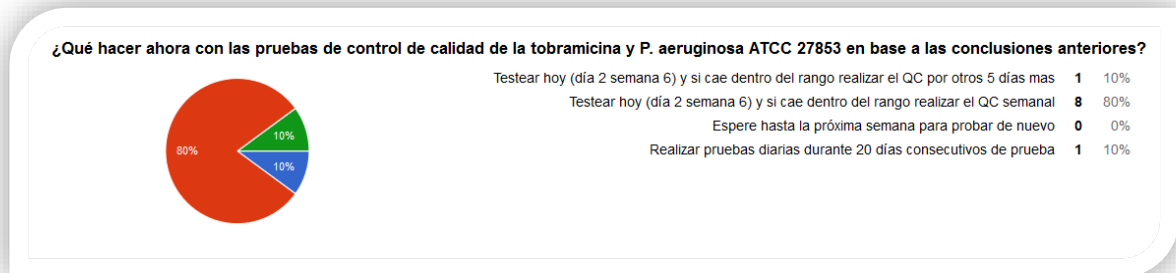 ¿Qué hacer ahora con las pruebas de control de calidad de la tobramicina y P. aeruginosa ATCC 27853 en base a las conclusiones anteriores?
Testear hoy (día 2 semana 6) y si cae dentro del rango realizar el QC por otros 5 días mas 1 10%
Testear hoy (día 2 semana 6) y si cae dentro del rango realizar el QC semanal 8 80%
Espere hasta la próxima semana para probar de nuevo 0 0%
Realizar pruebas diarias durante 20 días consecutivos de prueba 1 10%
80%
10%
10%